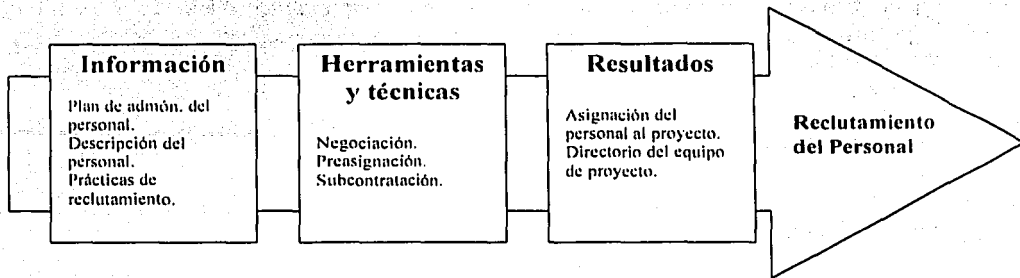 Información
Plan de admón. del
personal.
Descripción del
personal.
Prácticas de
reclutamiento.
Herramientas
y técnicas
Negociación.
Preasignación.
Subcontratación.
Resultados
Asignación del
personal al proyecto.
Directorio del equipo
de proyecto.
Reclutamiento
del Personal